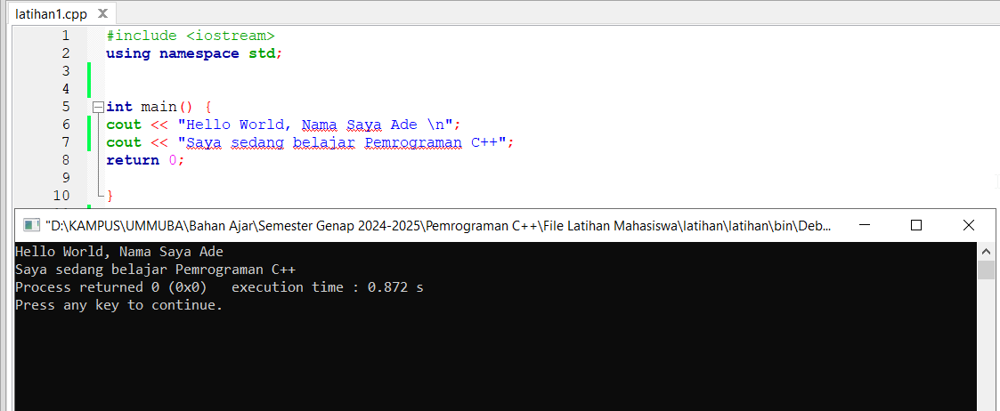 latihan1.cpp X
1 #include <iostream>
2 using namespace std;
3
4
5 int main() {
6 cout << "Hello World, Nama Saya Ade \n";
7 cout << "Saya sedang belajar Pemrograman C++";
8 return 0;
9
10 }
"D:\KAMPUS\UMMUBA\Bahan Ajar\Semester Genap 2024-2025\Pemrograman C++\File Latihan Mahasiswa\latihan\latihan\bin\Deb...
Hello World, Nama Saya Ade
Saya sedang belajar Pemrograman C++
Process returned 0 (0x0)   execution time : 0.872 s
Press any key to continue.